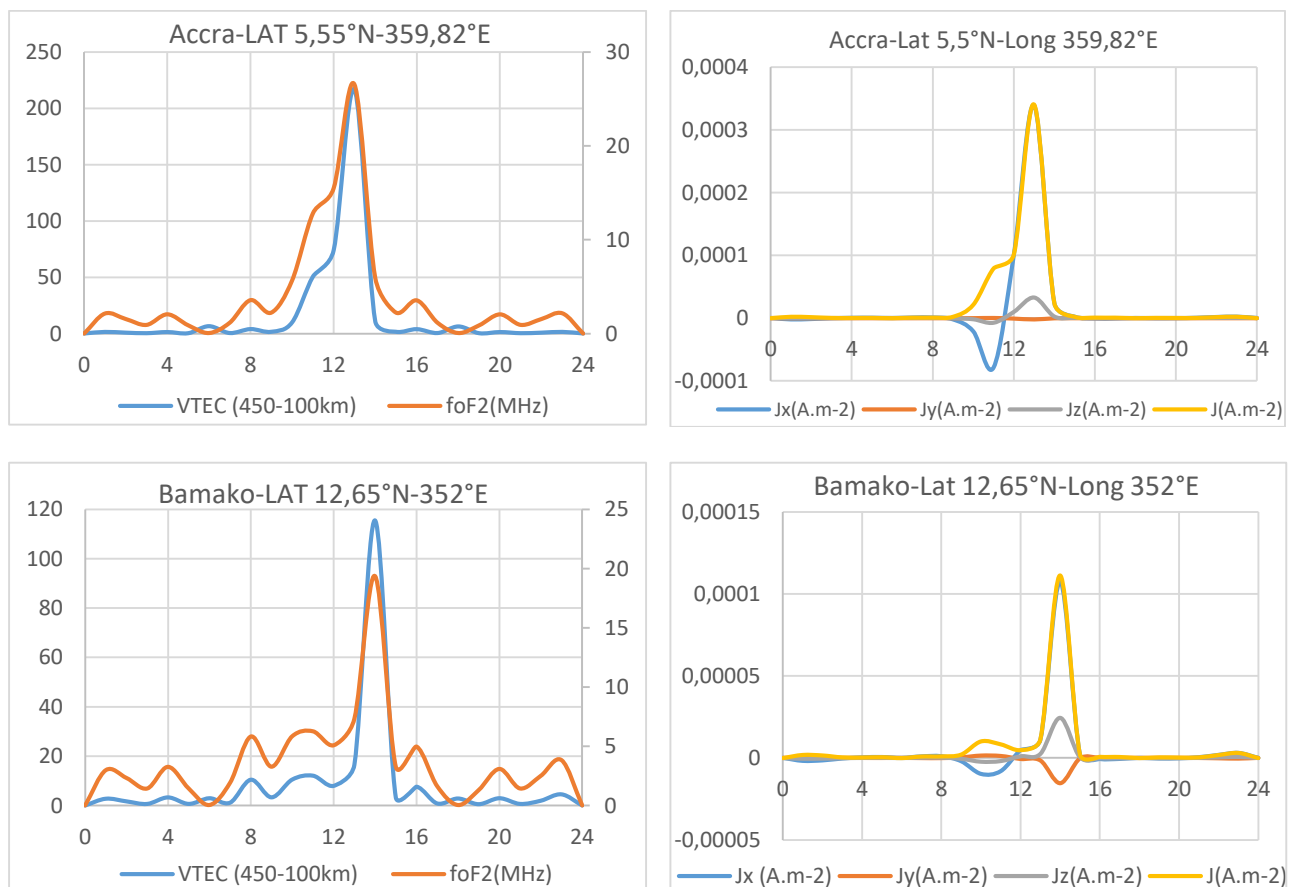 Accra-LAT 5,55°N-359,82°E
250 30
200
20
150
100
10
50
0 0
0 4 8 12 16 20 24
VTEC (450-100km) foF2(MHz)
Accra-Lat 5,5°N-Long 359,82°E
0,0004
0,0003
0,0002
0,0001
0
0 4 8 12 16 20 24
-0,0001
Jx(A.m-2) Jy(A.m-2) Jz(A.m-2) J(A.m-2)
Bamako-LAT 12,65°N-352°E
120 25
100
20
80
15
60
10
40
5
20
0 0
0 4 8 12 16 20 24
VTEC (450-100km) foF2(MHz)
Bamako-Lat 12,65°N-Long 352°E
0,00015
0,0001
0,00005
0
0 4 8 12 16 20 24
-0,00005
Jx (A.m-2) Jy(A.m-2) Jz(A.m-2) J(A.m-2)